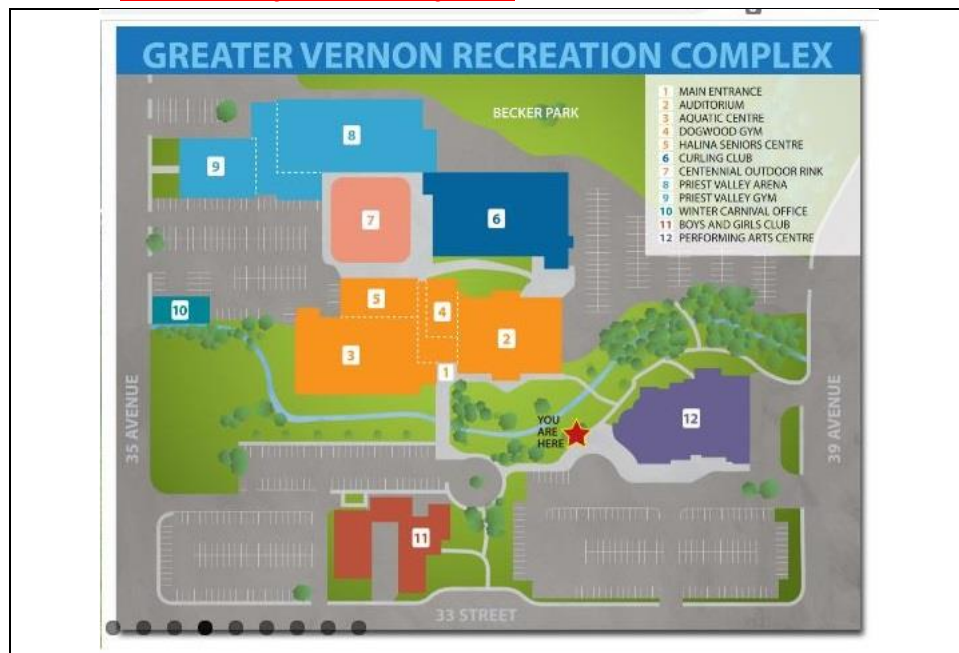 GREATER VERNON RECREATION COMPLEX
BECKER PARK
1 MAIN ENTRANCE
2 AUDITORIUM
3 AQUATIC CENTRE
4 DOGWOOD GYM
5 HALINA SENIORS CENTRE
6 CURLING CLUB
7 CENTENNIAL OUTDOOR RINK
8 PRIEST VALLEY ARENA
9 PRIEST VALLEY GYM
10 WINTER CARNIVAL OFFICE
11 BOYS AND GIRLS CLUB
12 PERFORMING ARTS CENTRE
8
9
7
6
5
4
10
3
2
1
35 AVENUE
YOU
ARE
HERE
12
39 AVENUE
11
33 STREET